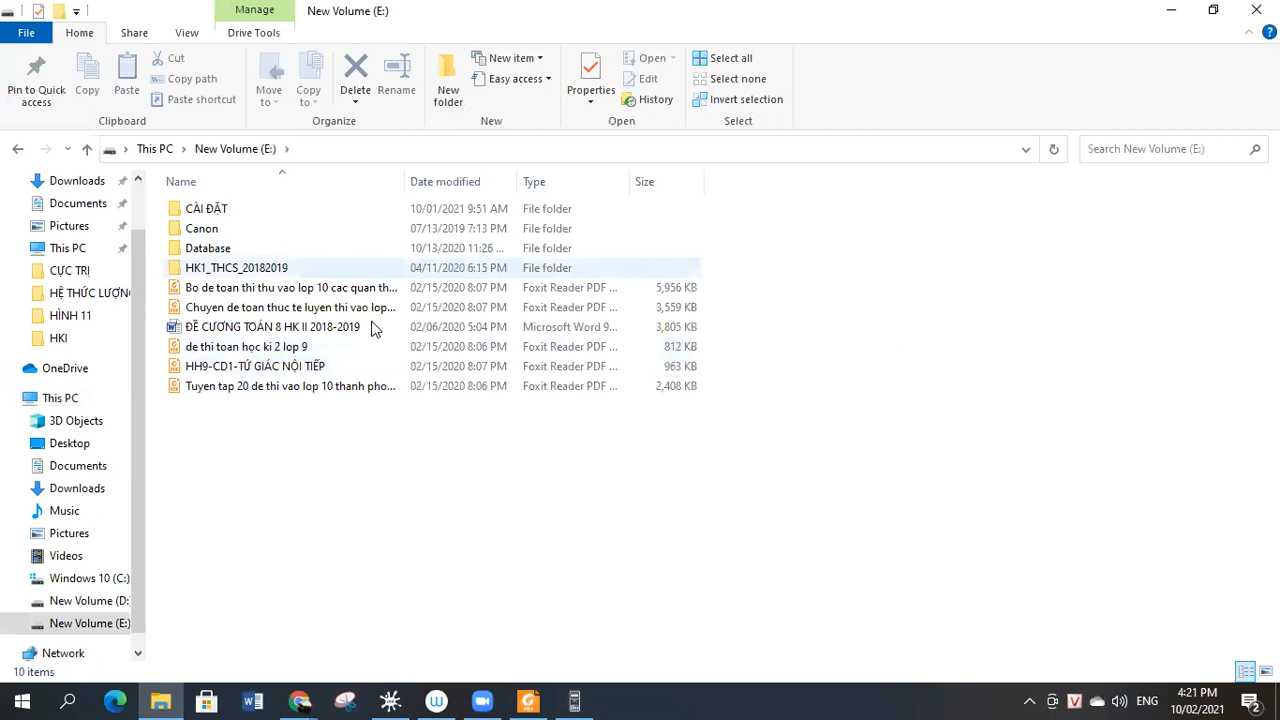 Manage
New Volume (E:)
File
Home
Share
View
Drive Tools
Pin to Quick access
Copy
Paste
Cut
Copy path
Paste shortcut
Clipboard
Move to
Copy to
Delete
Rename
Organize
New folder
New item
Easy access
New
Properties
Open
Edit
History
Open
Select all
Select none
Invert selection
Select
This PC
New Volume (E:)
Search New Volume (E:)
Name
Date modified
Type
Size
CÀI ĐẶT 10/01/2021 9:51 AM File folder
Canon 07/13/2019 7:13 PM File folder
Database 10/13/2020 11:26 ... File folder
HK1_THCS_20182019 04/11/2020 6:15 PM File folder
Bo de toan thi thu vao lop 10 cac quan th... 02/15/2020 8:07 PM Foxit Reader PDF ... 5,956 KB
Chuyen de toan thuc te luyen thi vao lop... 02/15/2020 8:07 PM Foxit Reader PDF ... 3,559 KB
ĐỀ CƯƠNG TOÁN 8 HK II 2018-2019 02/06/2020 5:04 PM Microsoft Word 9... 3,805 KB
de thi toan học kì 2 lop 9 02/15/2020 8:06 PM Foxit Reader PDF ... 812 KB
HH9-CD1-TỨ GIÁC NỘI TIẾP 02/15/2020 8:07 PM Foxit Reader PDF ... 963 KB
Tuyen tap 20 de thi vao lop 10 thanh pho... 02/15/2020 8:06 PM Foxit Reader PDF ... 2,408 KB
Downloads
Documents
Pictures
This PC
CỰC TRỊ
HỆ THỨC LƯỢNG
HÌNH 11
HKI
OneDrive
This PC
3D Objects
Desktop
Documents
Downloads
Music
Pictures
Videos
Windows 10 (C:)
New Volume (D:)
New Volume (E:)
Network
10 items
ENG
4:21 PM
10/02/2021
2